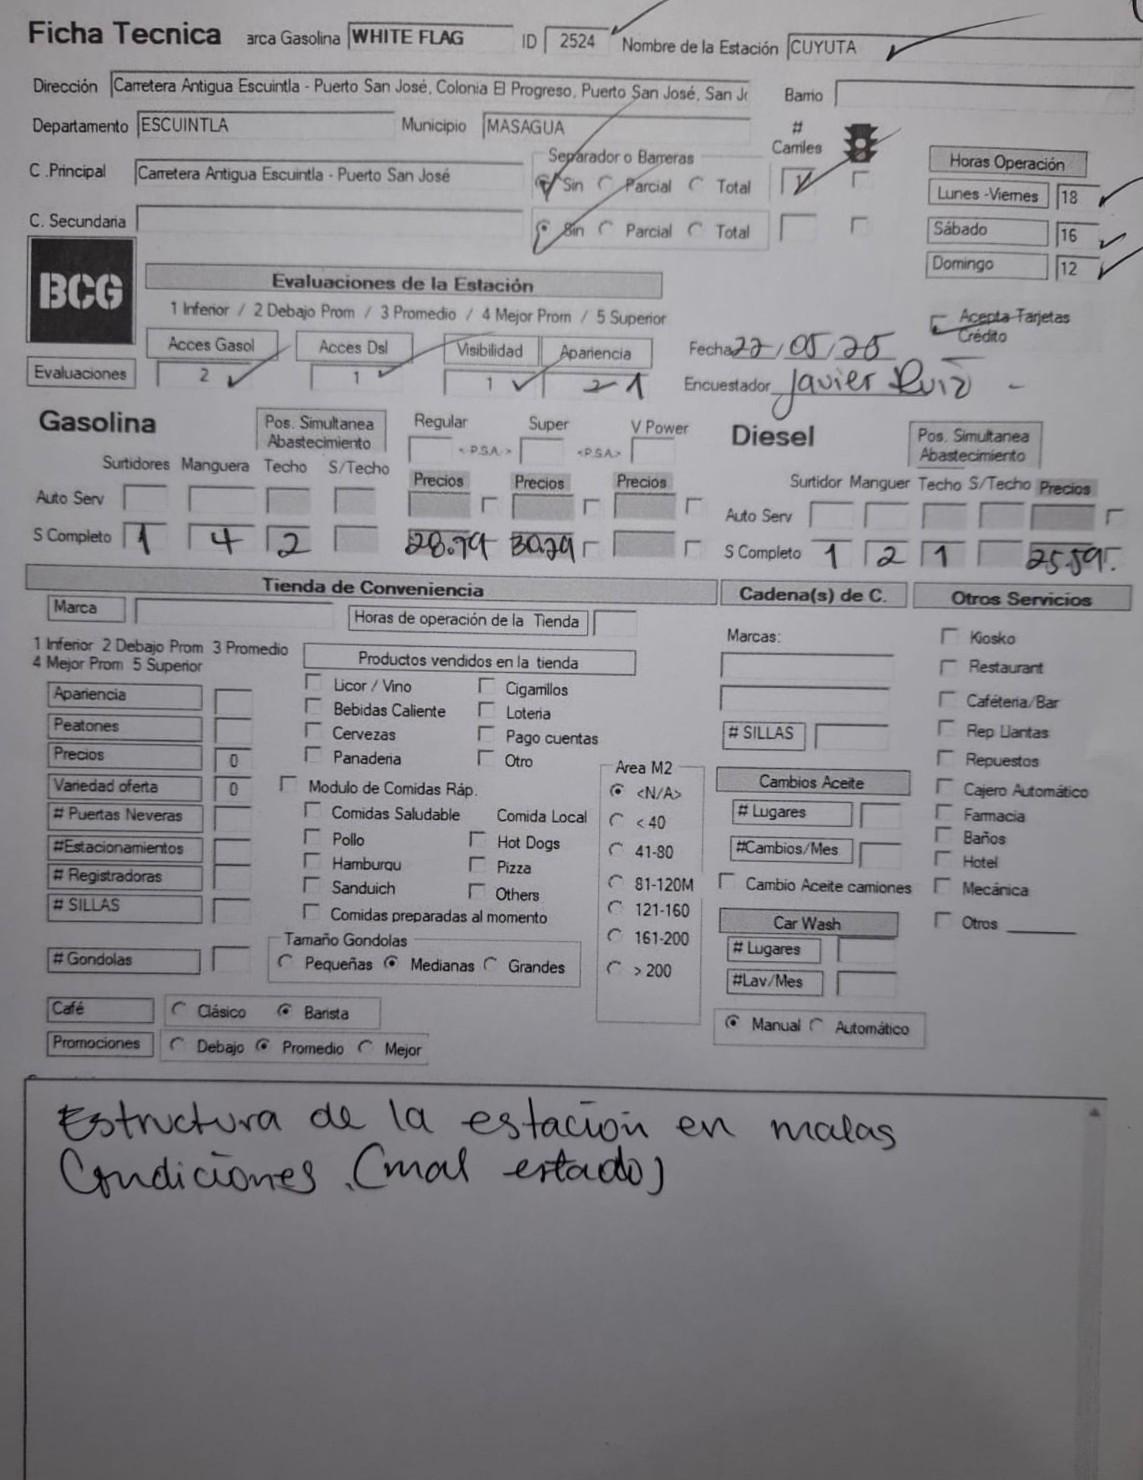 Ficha Tecnica arca Gasolina WHITE FLAG ID 2524 Nombre de la Estación CUYUTA
Dirección Carretera Antigua Escuintla - Puerto San José, Colonia El Progreso, Puerto San José, San Jo Barrio
Departamento ESCUINTLA Municipio MASAGUA # Carriles
C .Principal Carretera Antigua Escuintla - Puerto San José Separador o Barreras Sin Parcial Total
C. Secundaria Sin Parcial Total
Horas Operación
Lunes -Viernes 18
Sábado 16
Domingo 12
BCG
Evaluaciones de la Estación
1 Inferior / 2 Debajo Prom / 3 Promedio / 4 Mejor Prom / 5 Superior
Acepta Tarjetas
Crédito
Acces Gasol Acces Dsl Visibilidad Apariencia
Evaluaciones 2 1 1 2 1
Fecha 22/05/25
Encuestador Javier Ruiz -
Gasolina Pos. Simultanea Abastecimiento Regular Super V Power
<P.S.A.> <P.S.A>
Surtidores Manguera Techo S/Techo Precios Precios Precios
Auto Serv
S Completo 1 4 2 28.79 30.29
Diesel Pos. Simultanea Abastecimiento
Surtidor Manguer Techo S/Techo Precios
Auto Serv
S Completo 1 2 1 25.59.
Tienda de Conveniencia
Marca Horas de operación de la Tienda
1 Inferior 2 Debajo Prom 3 Promedio
4 Mejor Prom 5 Superior
Apariencia
Peatones
Precios 0
Variedad oferta 0
# Puertas Neveras
#Estacionamientos
# Registradoras
# SILLAS
# Gondolas
Productos vendidos en la tienda
Licor / Vino Cigarrillos
Bebidas Caliente Loteria
Cervezas Pago cuentas
Panaderia Otro
Modulo de Comidas Ráp.
Comidas Saludable Comida Local
Pollo Hot Dogs
Hamburgu Pizza
Sanduich Others
Comidas preparadas al momento
Tamaño Gondolas
Pequeñas Medianas Grandes
Area M2
<N/A>
< 40
41-80
81-120M
121-160
161-200
> 200
Café Clásico Barista
Promociones Debajo Promedio Mejor
Cadena(s) de C.
Marcas:
# SILLAS
Cambios Aceite
# Lugares
#Cambios/Mes
Cambio Aceite camiones
Car Wash
# Lugares
#Lav/Mes
Manual Automático
Otros Servicios
Kiosko
Restaurant
Caféteria/Bar
Rep Llantas
Repuestos
Cajero Automático
Farmacia
Baños
Hotel
Mecánica
Otros
Estructura de la estación en malas
Condiciones. (mal estado)